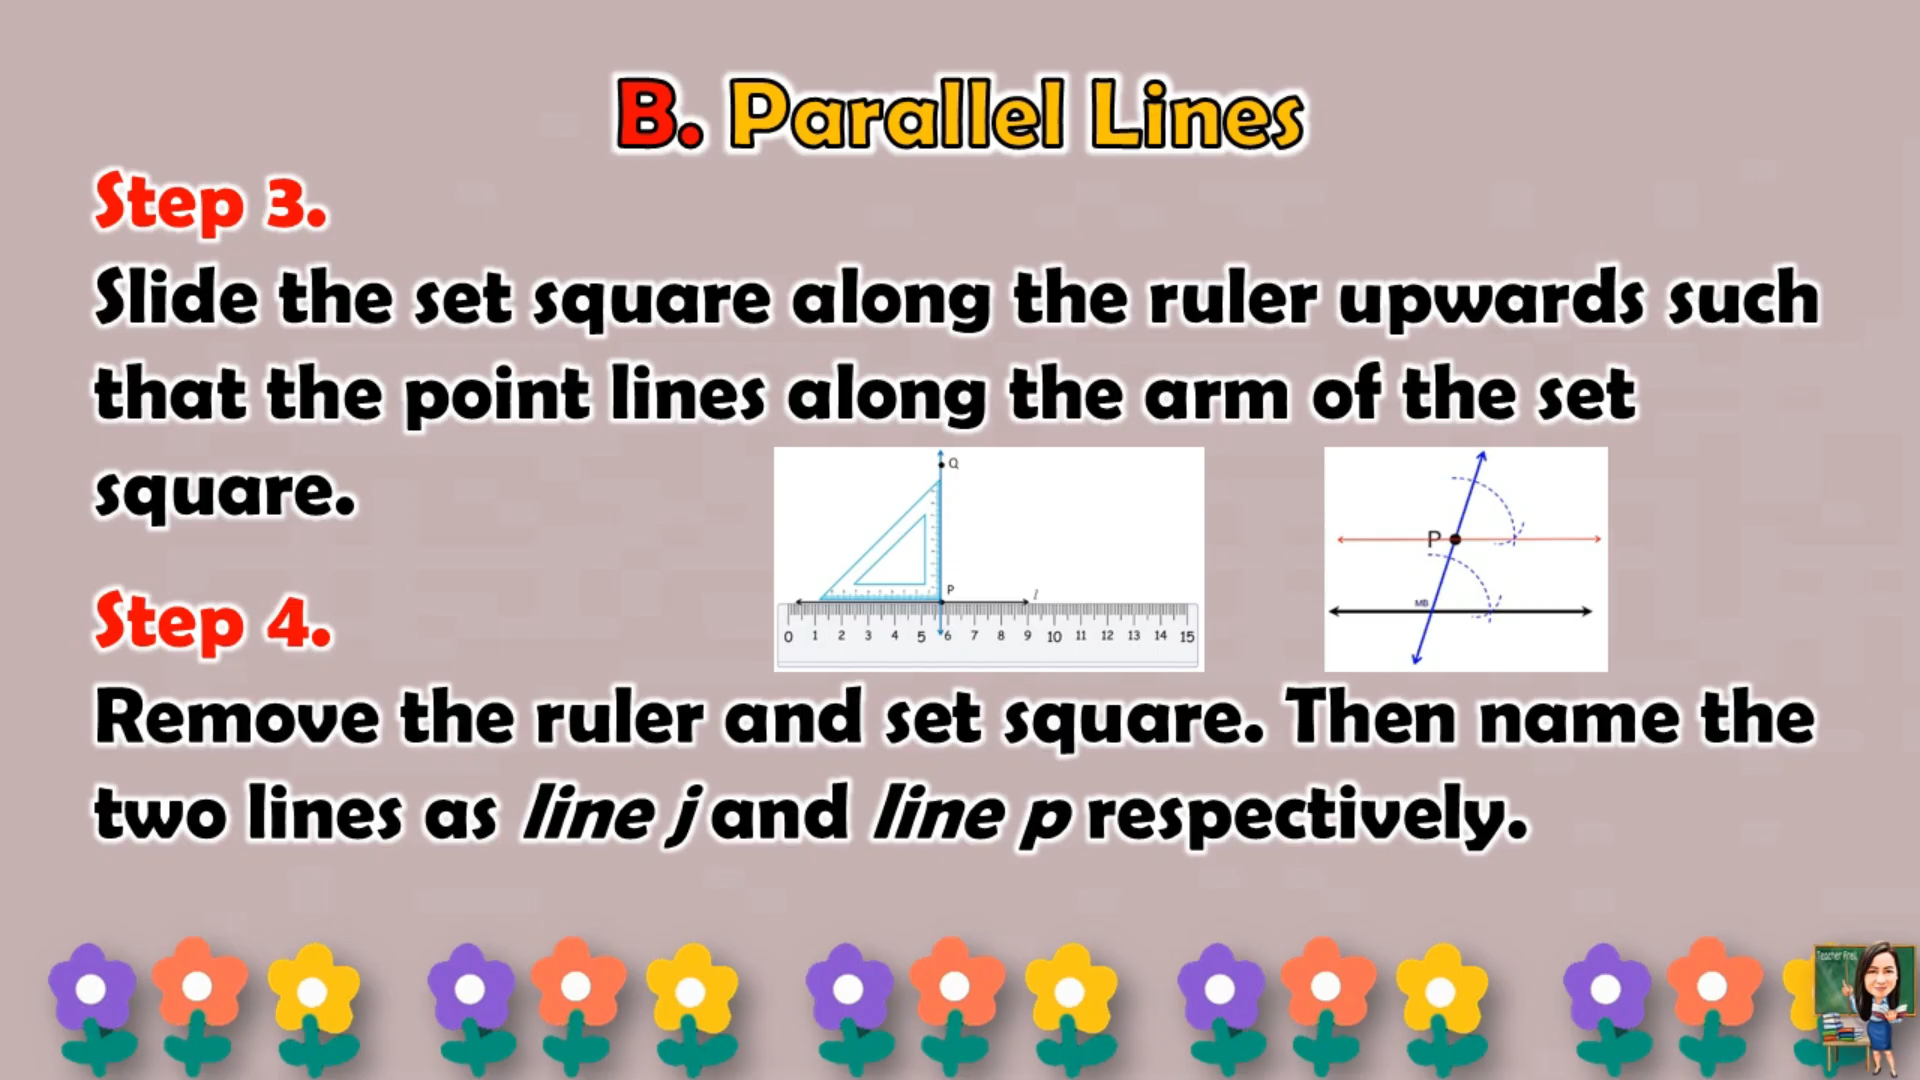 B. Parallel Lines
Step 3.
Slide the set square along the ruler upwards such
that the point lines along the arm of the set
square.
Q
P
l
0 1 2 3 4 5 6 7 8 9 10 11 12 13 14 15
P
MB
Step 4.
Remove the ruler and set square. Then name the
two lines as line j and line p respectively.